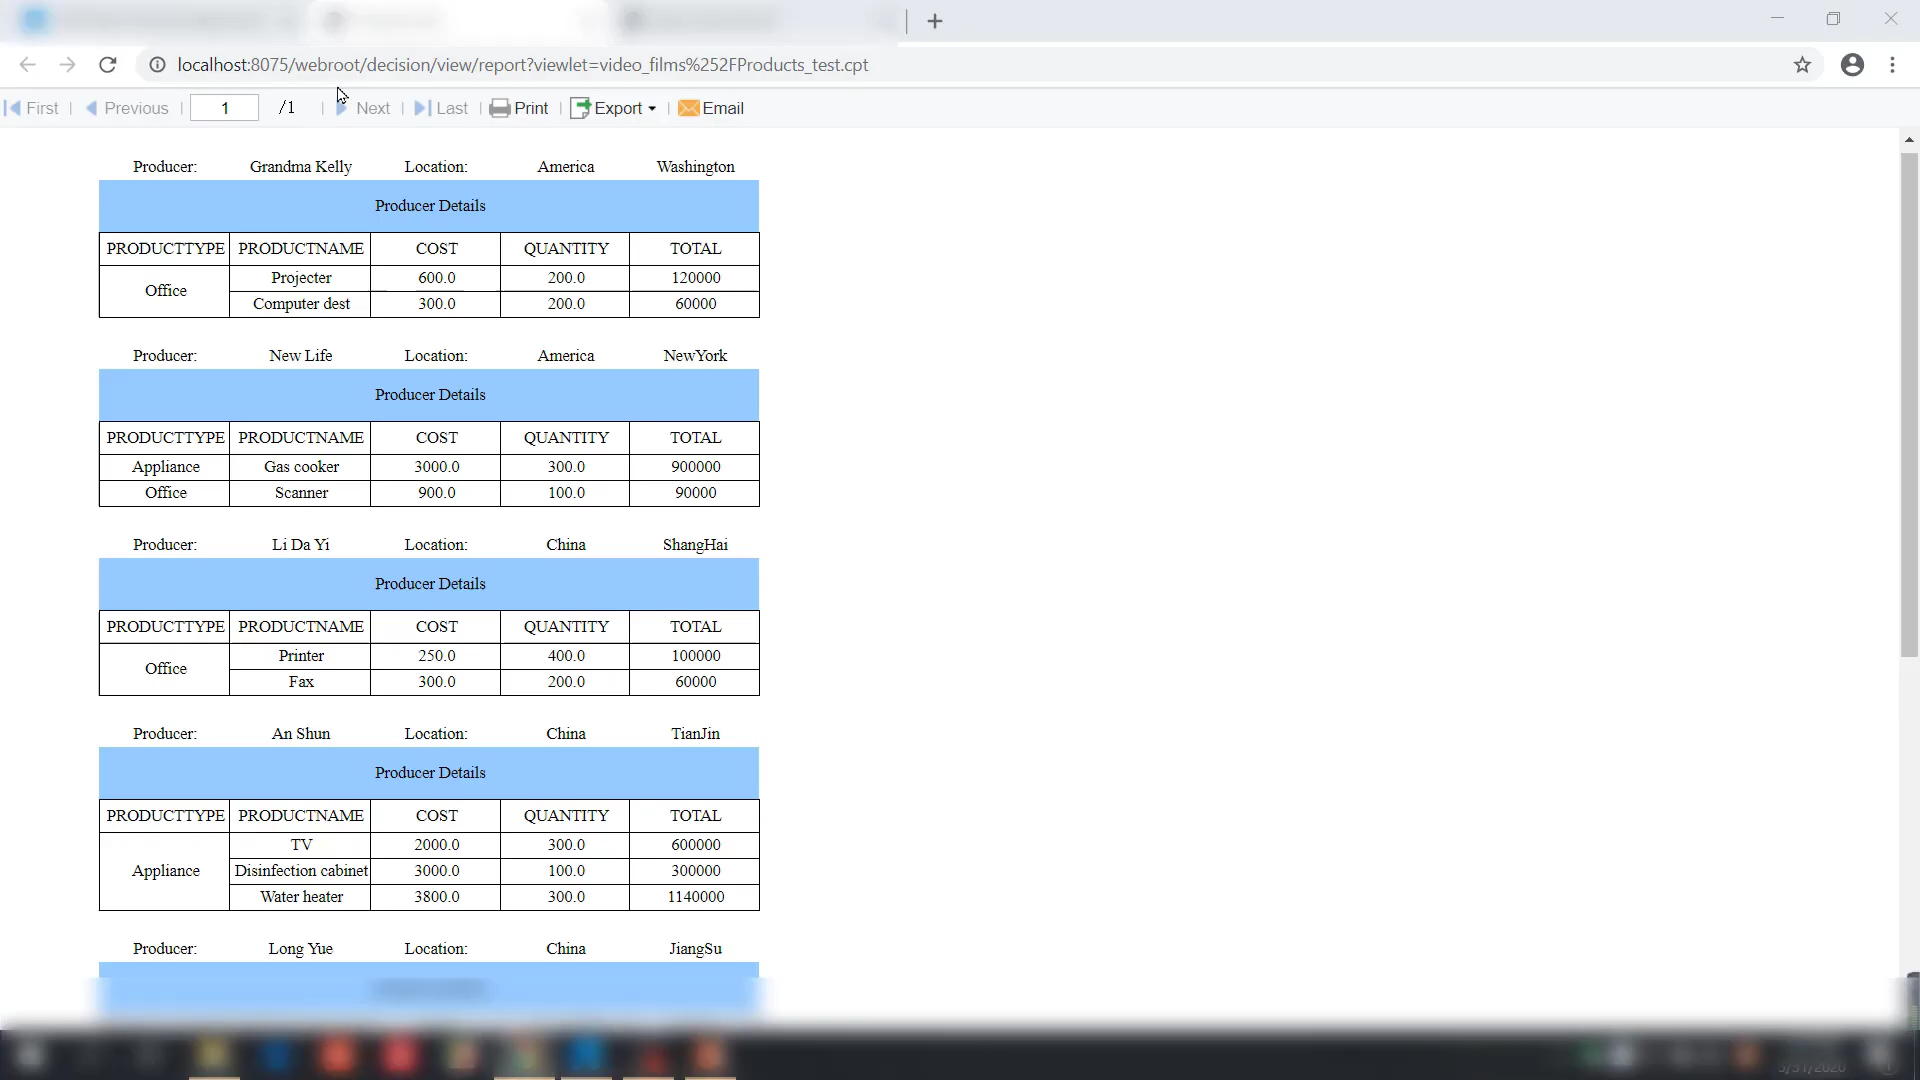 localhost:8075/webroot/decision/view/report?viewlet=video_films%252FProducts_test.cpt
First Previous 1 /1 Next Last Print Export Email
Producer: Grandma Kelly Location: America Washington
Producer Details
PRODUCTTYPE PRODUCTNAME COST QUANTITY TOTAL
Office Projecter 600.0 200.0 120000
Computer dest 300.0 200.0 60000
Producer: New Life Location: America NewYork
Producer Details
PRODUCTTYPE PRODUCTNAME COST QUANTITY TOTAL
Appliance Gas cooker 3000.0 300.0 900000
Office Scanner 900.0 100.0 90000
Producer: Li Da Yi Location: China ShangHai
Producer Details
PRODUCTTYPE PRODUCTNAME COST QUANTITY TOTAL
Office Printer 250.0 400.0 100000
Fax 300.0 200.0 60000
Producer: An Shun Location: China TianJin
Producer Details
PRODUCTTYPE PRODUCTNAME COST QUANTITY TOTAL
Appliance TV 2000.0 300.0 600000
Disinfection cabinet 3000.0 100.0 300000
Water heater 3800.0 300.0 1140000
Producer: Long Yue Location: China JiangSu